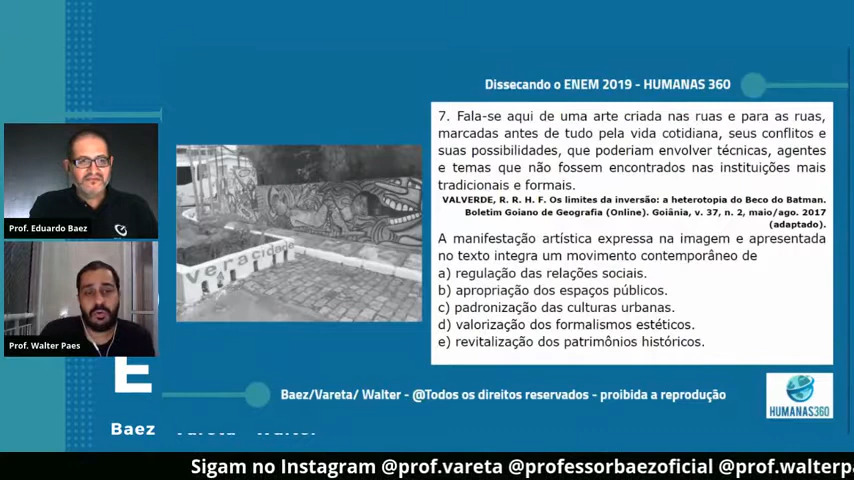 Dissecando o ENEM 2019 - HUMANAS 360
7. Fala-se aqui de uma arte criada nas ruas e para as ruas,
marcadas antes de tudo pela vida cotidiana, seus conflitos e
suas possibilidades, que poderiam envolver técnicas, agentes
e temas que não fossem encontrados nas instituições mais
tradicionais e formais.
VALVERDE, R. R. H. F. Os limites da inversão: a heterotopia do Beco do Batman.
Boletim Goiano de Geografia (Online). Goiânia, v. 37, n. 2, maio/ago. 2017
(adaptado).
A manifestação artística expressa na imagem e apresentada
no texto integra um movimento contemporâneo de
a) regulação das relações sociais.
b) apropriação dos espaços públicos.
c) padronização das culturas urbanas.
d) valorização dos formalismos estéticos.
e) revitalização dos patrimônios históricos.
veracidade
Prof. Eduardo Baez
Prof. Walter Paes
E
Baez/Vareta/ Walter - @Todos os direitos reservados - proibida a reprodução
HUMANAS360
Baez
Sigam no Instagram @prof.vareta @professorbaezoficial @prof.walterpa